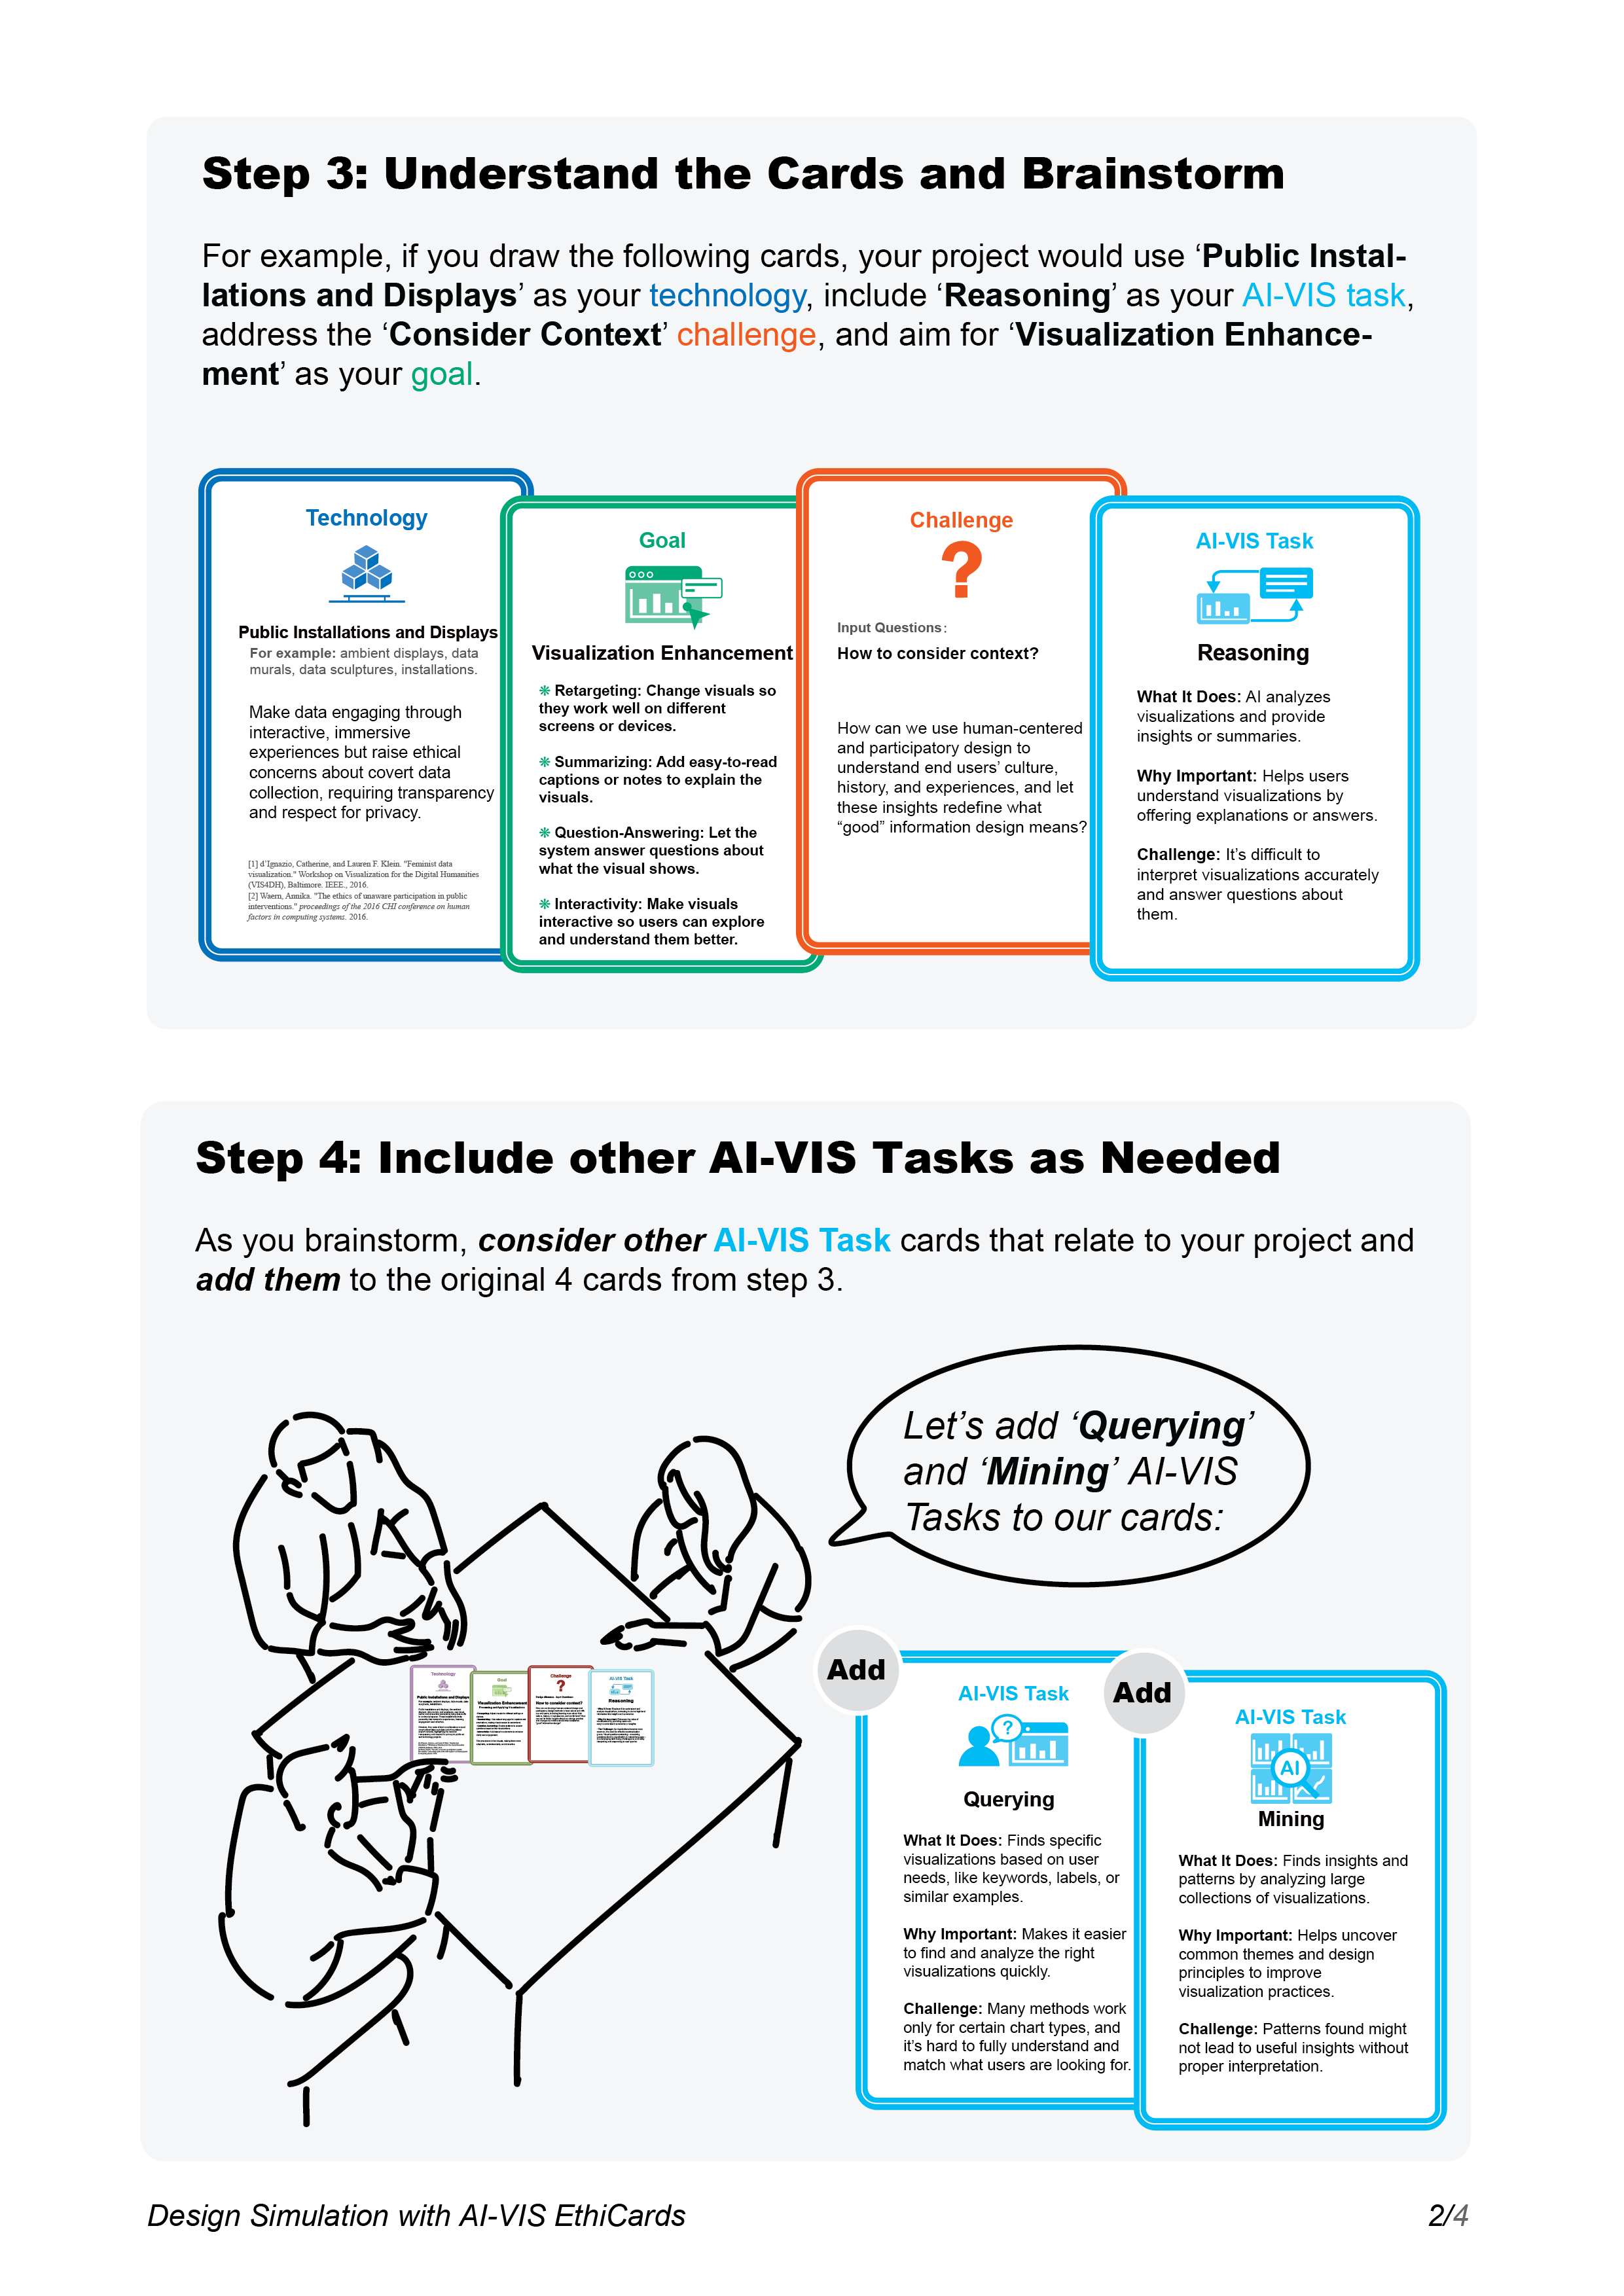 Step 3: Understand the Cards and Brainstorm
For example, if you draw the following cards, your project would use ‘Public Instal-
lations and Displays’ as your technology, include ‘Reasoning’ as your AI-VIS task,
address the ‘Consider Context’ challenge, and aim for ‘Visualization Enhance-
ment’ as your goal.
Technology
Public Installations and Displays
For example: ambient displays, data
murals, data sculptures, installations.
Make data engaging through
interactive, immersive
experiences but raise ethical
concerns about covert data
collection, requiring transparency
and respect for privacy.
[1] d’Ignazio, Catherine, and Lauren F. Klein. "Feminist data
visualization." Workshop on Visualization for the Digital Humanities
(VIS4DH), Baltimore. IEEE., 2016.
[2] Waern, Annika. "The ethics of unaware participation in public
interventions." proceedings of the 2016 CHI conference on human
factors in computing systems. 2016.
Goal
Visualization Enhancement
❋ Retargeting: Change visuals so
they work well on different
screens or devices.
❋ Summarizing: Add easy-to-read
captions or notes to explain the
visuals.
❋ Question-Answering: Let the
system answer questions about
what the visual shows.
❋ Interactivity: Make visuals
interactive so users can explore
and understand them better.
Challenge
?
Input Questions:
How to consider context?
How can we use human-centered
and participatory design to
understand end users’ culture,
history, and experiences, and let
these insights redefine what
“good” information design means?
AI-VIS Task
Reasoning
What It Does: AI analyzes
visualizations and provide
insights or summaries.
Why Important: Helps users
understand visualizations by
offering explanations or answers.
Challenge: It’s difficult to
interpret visualizations accurately
and answer questions about
them.
Step 4: Include other AI-VIS Tasks as Needed
As you brainstorm, consider other AI-VIS Task cards that relate to your project and
add them to the original 4 cards from step 3.
Let’s add ‘Querying’
and ‘Mining’ AI-VIS
Tasks to our cards:
Technology
Public Installations and Displays
Goal
Visualization Enhancement
Challenge
?
How to consider context?
AI-VIS Task
Reasoning
Add
AI-VIS Task
?
Querying
What It Does: Finds specific
visualizations based on user
needs, like keywords, labels, or
similar examples.
Why Important: Makes it easier
to find and analyze the right
visualizations quickly.
Challenge: Many methods work
only for certain chart types, and
it’s hard to fully understand and
match what users are looking for.
Add
AI-VIS Task
AI
Mining
What It Does: Finds insights and
patterns by analyzing large
collections of visualizations.
Why Important: Helps uncover
common themes and design
principles to improve
visualization practices.
Challenge: Patterns found might
not lead to useful insights without
proper interpretation.
Design Simulation with AI-VIS EthiCards
2/4